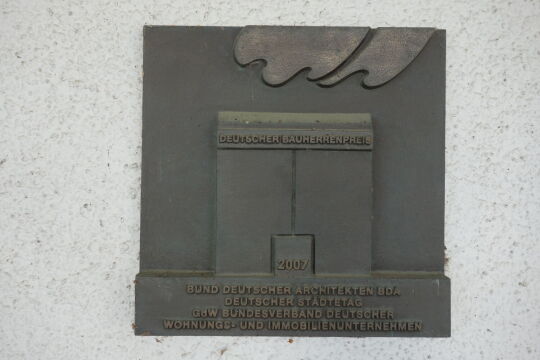 DEUTSCHER BAUHERRENPREIS
2007
BUND DEUTSCHER ARCHITEKTEN BDA
DEUTSCHER STÄDTETAG
GdW BUNDESVERBAND DEUTSCHER
WOHNUNGS- UND IMMOBILIENUNTERNEHMEN